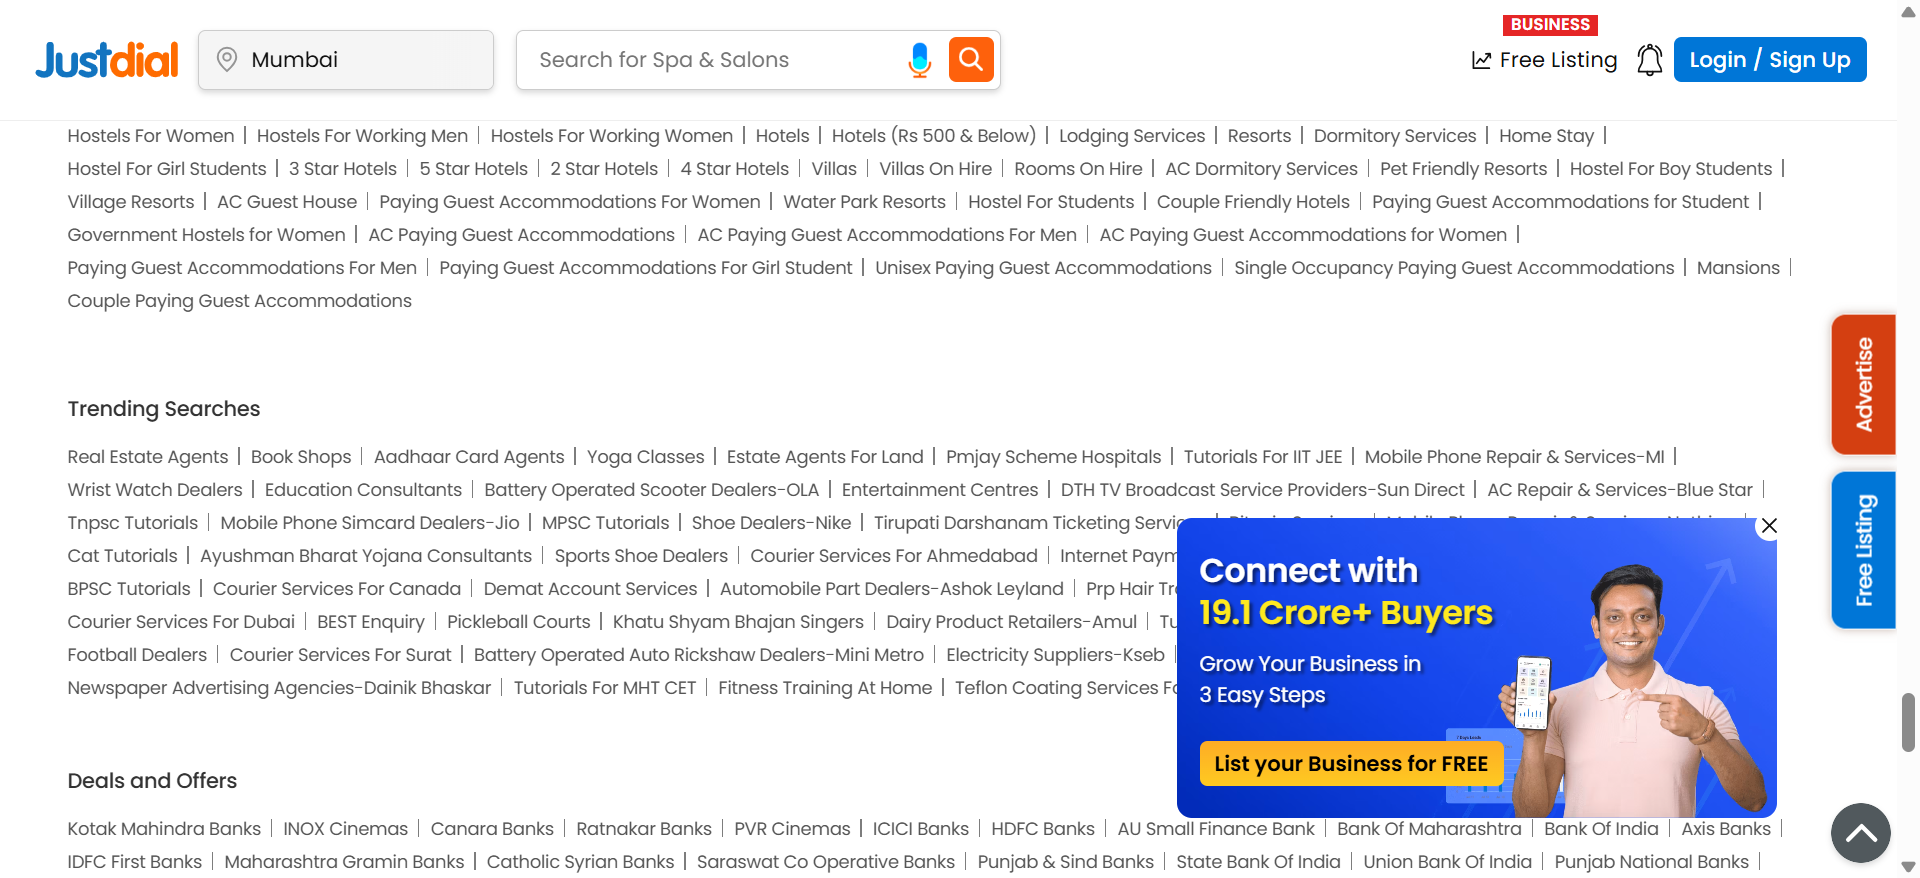 BUSINESS
Justdial
Mumbai
Search for Spa & Salons
Free Listing
Login / Sign Up
Hostels For Women | Hostels For Working Men | Hostels For Working Women | Hotels | Hotels (Rs 500 & Below) | Lodging Services | Resorts | Dormitory Services | Home Stay |
Hostel For Girl Students | 3 Star Hotels | 5 Star Hotels | 2 Star Hotels | 4 Star Hotels | Villas | Villas On Hire | Rooms On Hire | AC Dormitory Services | Pet Friendly Resorts | Hostel For Boy Students |
Village Resorts | AC Guest House | Paying Guest Accommodations For Women | Water Park Resorts | Hostel For Students | Couple Friendly Hotels | Paying Guest Accommodations for Student |
Government Hostels for Women | AC Paying Guest Accommodations | AC Paying Guest Accommodations For Men | AC Paying Guest Accommodations for Women |
Paying Guest Accommodations For Men | Paying Guest Accommodations For Girl Student | Unisex Paying Guest Accommodations | Single Occupancy Paying Guest Accommodations | Mansions |
Couple Paying Guest Accommodations
Advertise
Free Listing
Trending Searches
Real Estate Agents | Book Shops | Aadhaar Card Agents | Yoga Classes | Estate Agents For Land | Pmjay Scheme Hospitals | Tutorials For IIT JEE | Mobile Phone Repair & Services-MI |
Wrist Watch Dealers | Education Consultants | Battery Operated Scooter Dealers-OLA | Entertainment Centres | DTH TV Broadcast Service Providers-Sun Direct | AC Repair & Services-Blue Star |
Tnpsc Tutorials | Mobile Phone Simcard Dealers-Jio | MPSC Tutorials | Shoe Dealers-Nike | Tirupati Darshanam Ticketing
Cat Tutorials | Ayushman Bharat Yojana Consultants | Sports Shoe Dealers | Courier Services For Ahmedabad | Internet
BPSC Tutorials | Courier Services For Canada | Demat Account Services | Automobile Part Dealers-Ashok Leyland | Prp Hair
Courier Services For Dubai | BEST Enquiry | Pickleball Courts | Khatu Shyam Bhajan Singers | Dairy Product Retailers-Amul |
Football Dealers | Courier Services For Surat | Battery Operated Auto Rickshaw Dealers-Mini Metro | Electricity Suppliers-Kseb |
Newspaper Advertising Agencies-Dainik Bhaskar | Tutorials For MHT CET | Fitness Training At Home | Teflon Coating Services
Connect with
19.1 Crore+ Buyers
Grow Your Business in
3 Easy Steps
List your Business for FREE
Deals and Offers
Kotak Mahindra Banks | INOX Cinemas | Canara Banks | Ratnakar Banks | PVR Cinemas | ICICI Banks | HDFC Banks | AU Small Finance Bank | Bank Of Maharashtra | Bank Of India | Axis Banks |
IDFC First Banks | Maharashtra Gramin Banks | Catholic Syrian Banks | Saraswat Co Operative Banks | Punjab & Sind Banks | State Bank Of India | Union Bank Of India | Punjab National Banks |